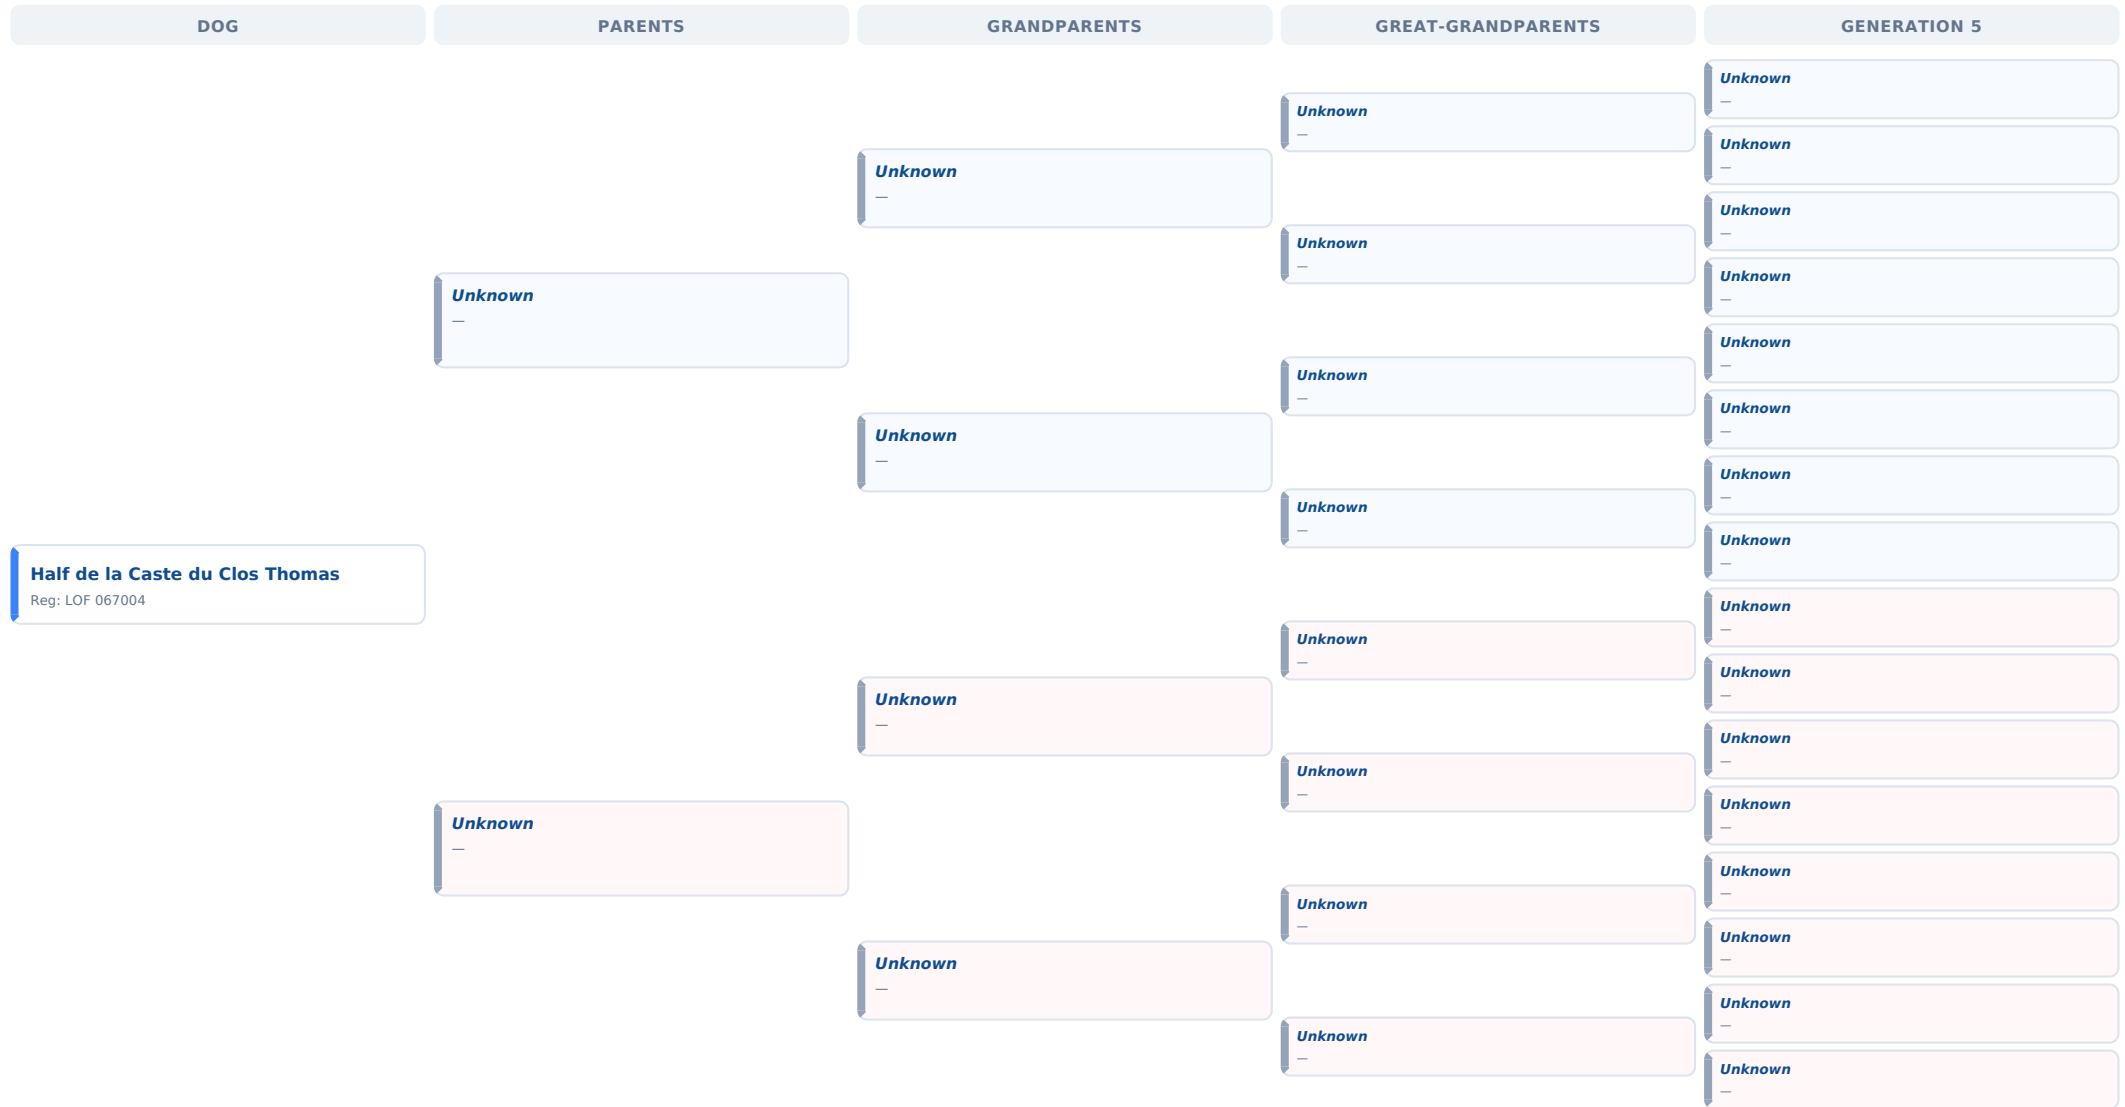 DOG
PARENTS
GRANDPARENTS
GREAT-GRANDPARENTS
GENERATION 5
Half de la Caste du Clos Thomas
Reg: LOF 067004
Unknown
—
Unknown
—
Unknown
—
Unknown
—
Unknown
—
Unknown
—
Unknown
—
Unknown
—
Unknown
—
Unknown
—
Unknown
—
Unknown
—
Unknown
—
Unknown
—
Unknown
—
Unknown
—
Unknown
—
Unknown
—
Unknown
—
Unknown
—
Unknown
—
Unknown
—
Unknown
—
Unknown
—
Unknown
—
Unknown
—
Unknown
—
Unknown
—
Unknown
—
Unknown
—